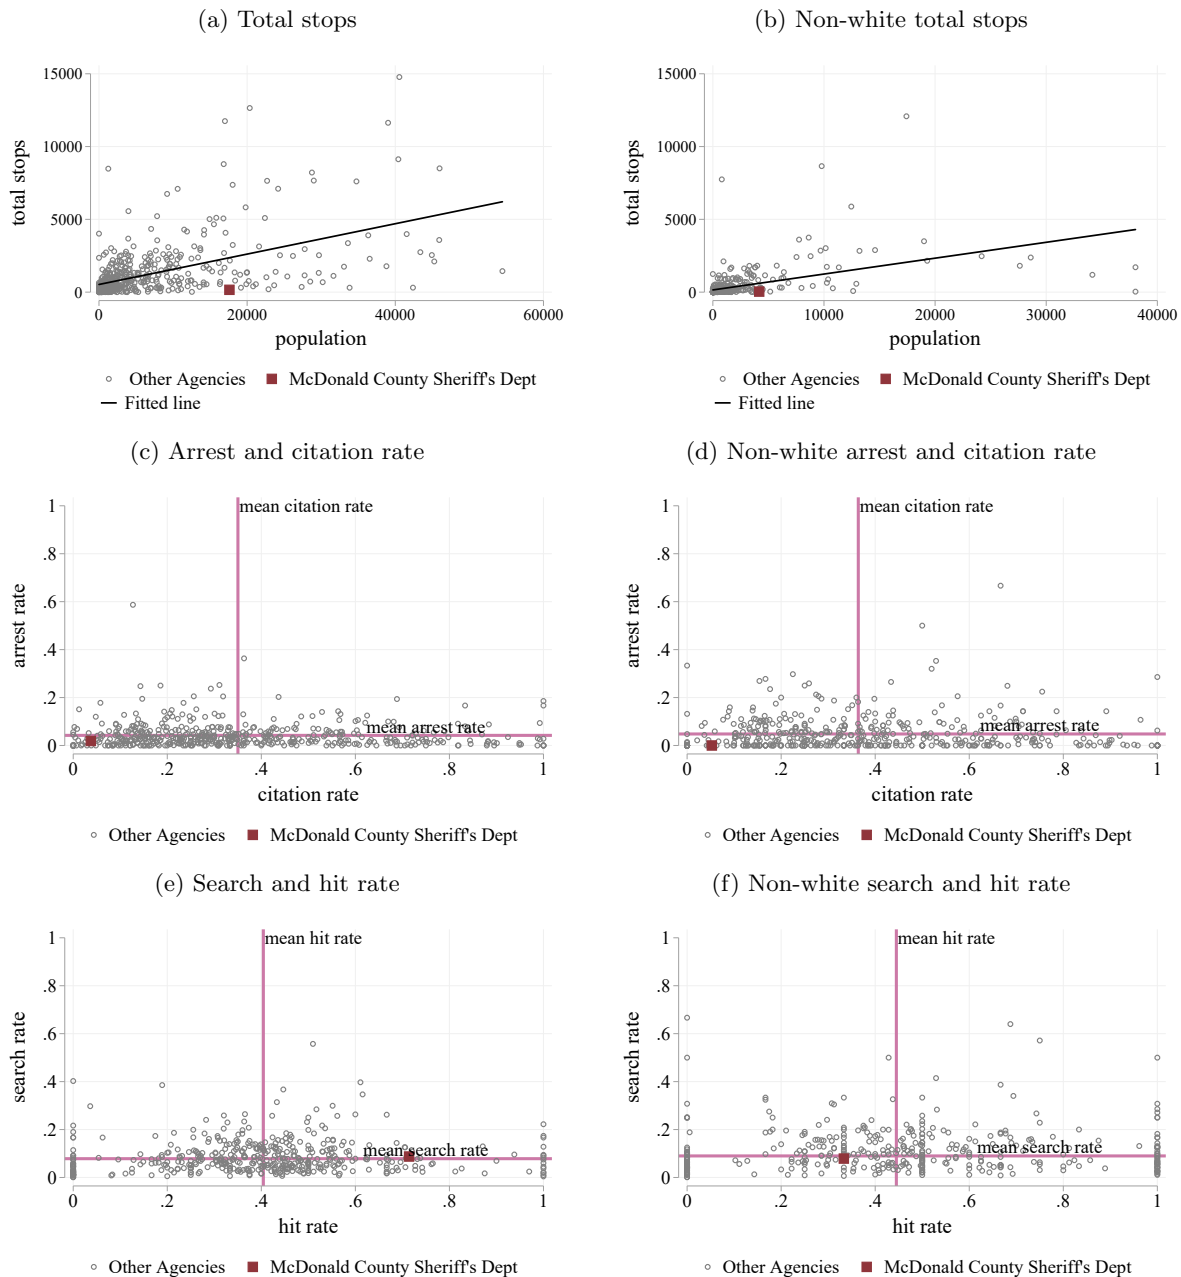 (a) Total stops
15000
10000
5000
0
total stops
0 20000 40000 60000
population
Other Agencies McDonald County Sheriff's Dept
Fitted line
(b) Non-white total stops
15000
10000
5000
0
total stops
0 10000 20000 30000 40000
population
Other Agencies McDonald County Sheriff's Dept
Fitted line
(c) Arrest and citation rate
mean citation rate
1
.8
.6
.4
.2
0
arrest rate
mean arrest rate
0 .2 .4 .6 .8 1
citation rate
Other Agencies McDonald County Sheriff's Dept
(d) Non-white arrest and citation rate
mean citation rate
1
.8
.6
.4
.2
0
arrest rate
mean arrest rate
0 .2 .4 .6 .8 1
citation rate
Other Agencies McDonald County Sheriff's Dept
(e) Search and hit rate
mean hit rate
1
.8
.6
.4
.2
0
search rate
mean search rate
0 .2 .4 .6 .8 1
hit rate
Other Agencies McDonald County Sheriff's Dept
(f) Non-white search and hit rate
mean hit rate
1
.8
.6
.4
.2
0
search rate
mean search rate
0 .2 .4 .6 .8 1
hit rate
Other Agencies McDonald County Sheriff's Dept